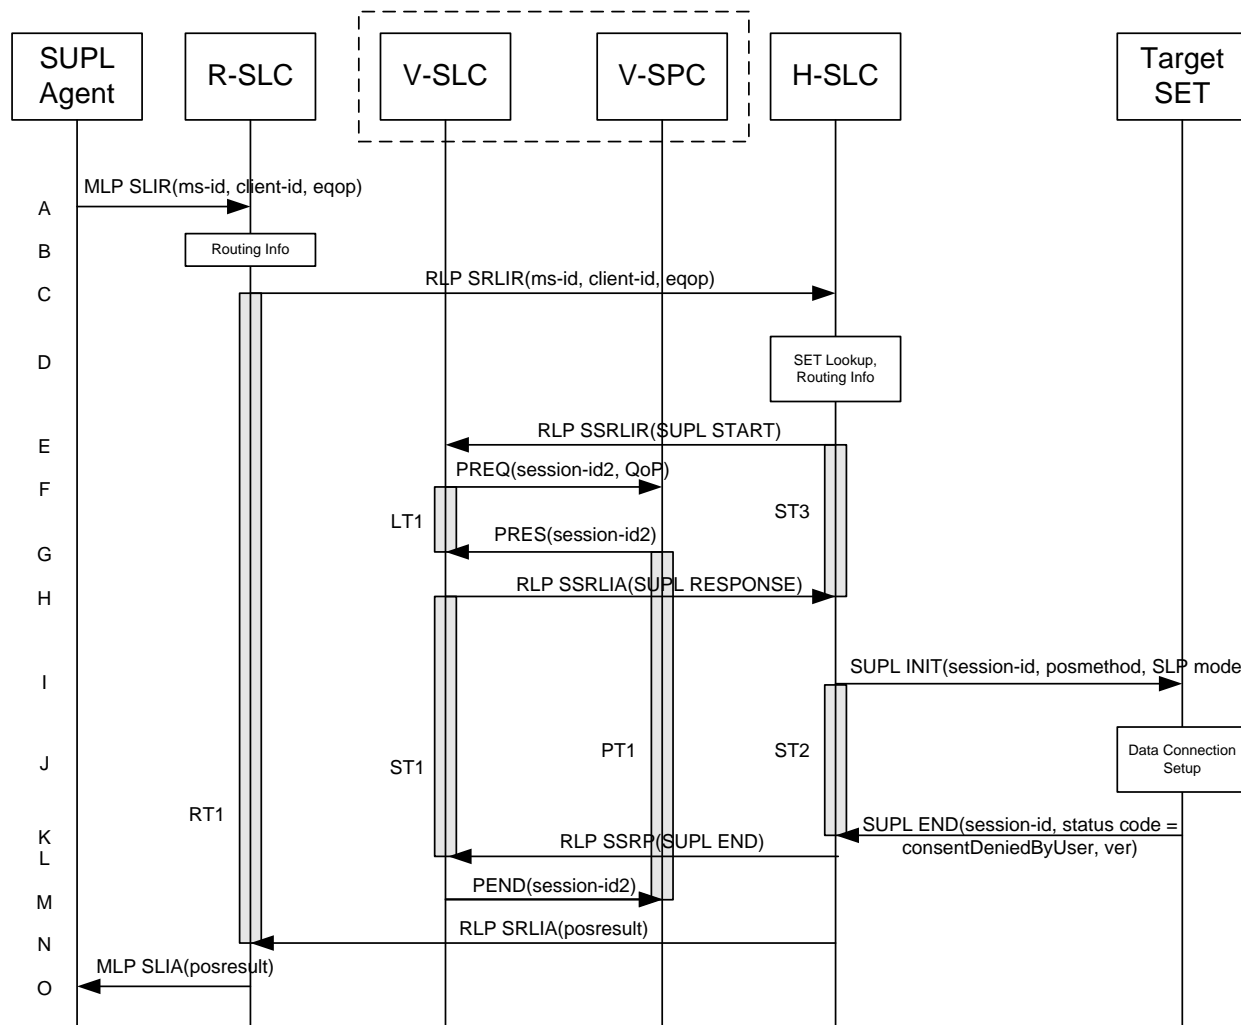 SUPL
Agent
R-SLC
V-SLC
V-SPC
H-SLC
Target
SET
MLP SLIR(ms-id, client-id, eqop)
A
B
Routing Info
RLP SRLIR(ms-id, client-id, eqop)
C
D
SET Lookup,
Routing Info
RLP SSRLIR(SUPL START)
E
PREQ(session-id2, QoP)
F
LT1
ST3
PRES(session-id2)
G
RLP SSRLIA(SUPL RESPONSE)
H
SUPL INIT(session-id, posmethod, SLP mode
I
J
ST1
PT1
ST2
Data Connection
Setup
RT1
K
SUPL END(session-id, status code =
consentDeniedByUser, ver)
L
RLP SSRP(SUPL END)
PEND(session-id2)
M
RLP SRLIA(posresult)
N
MLP SLIA(posresult)
O